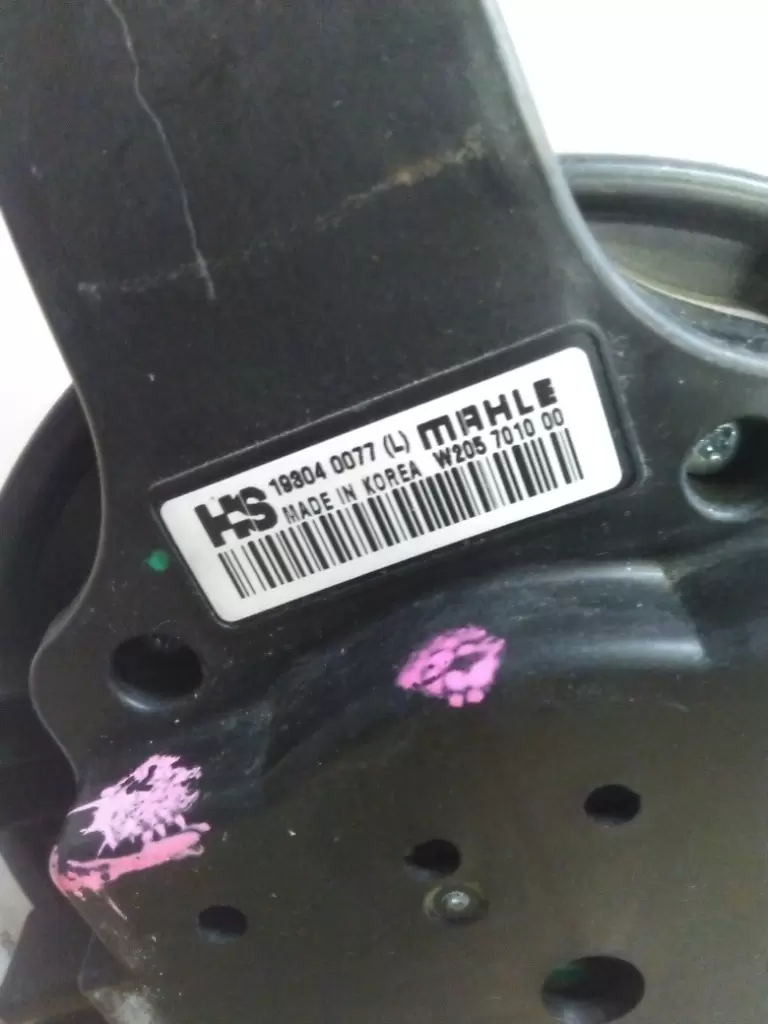 HS 19304 0077 (L) MAHLE
MADE IN KOREA W205 7010 00